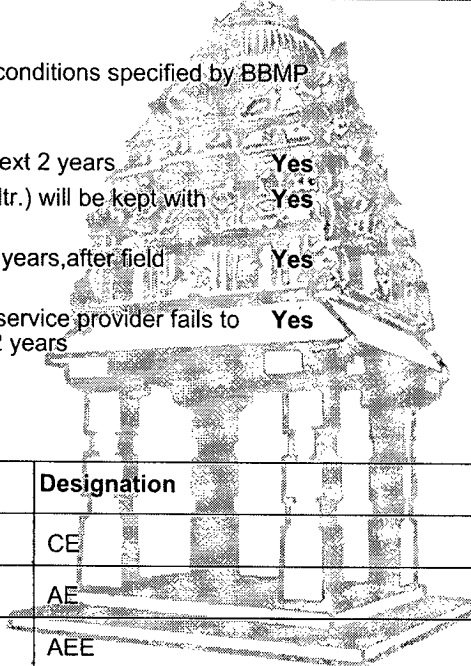 conditions specified by BBMP
ext 2 years Yes
ltr.) will be kept with Yes
years,after field Yes
service provider fails to Yes
2 years
Designation
CE
AE
AEE